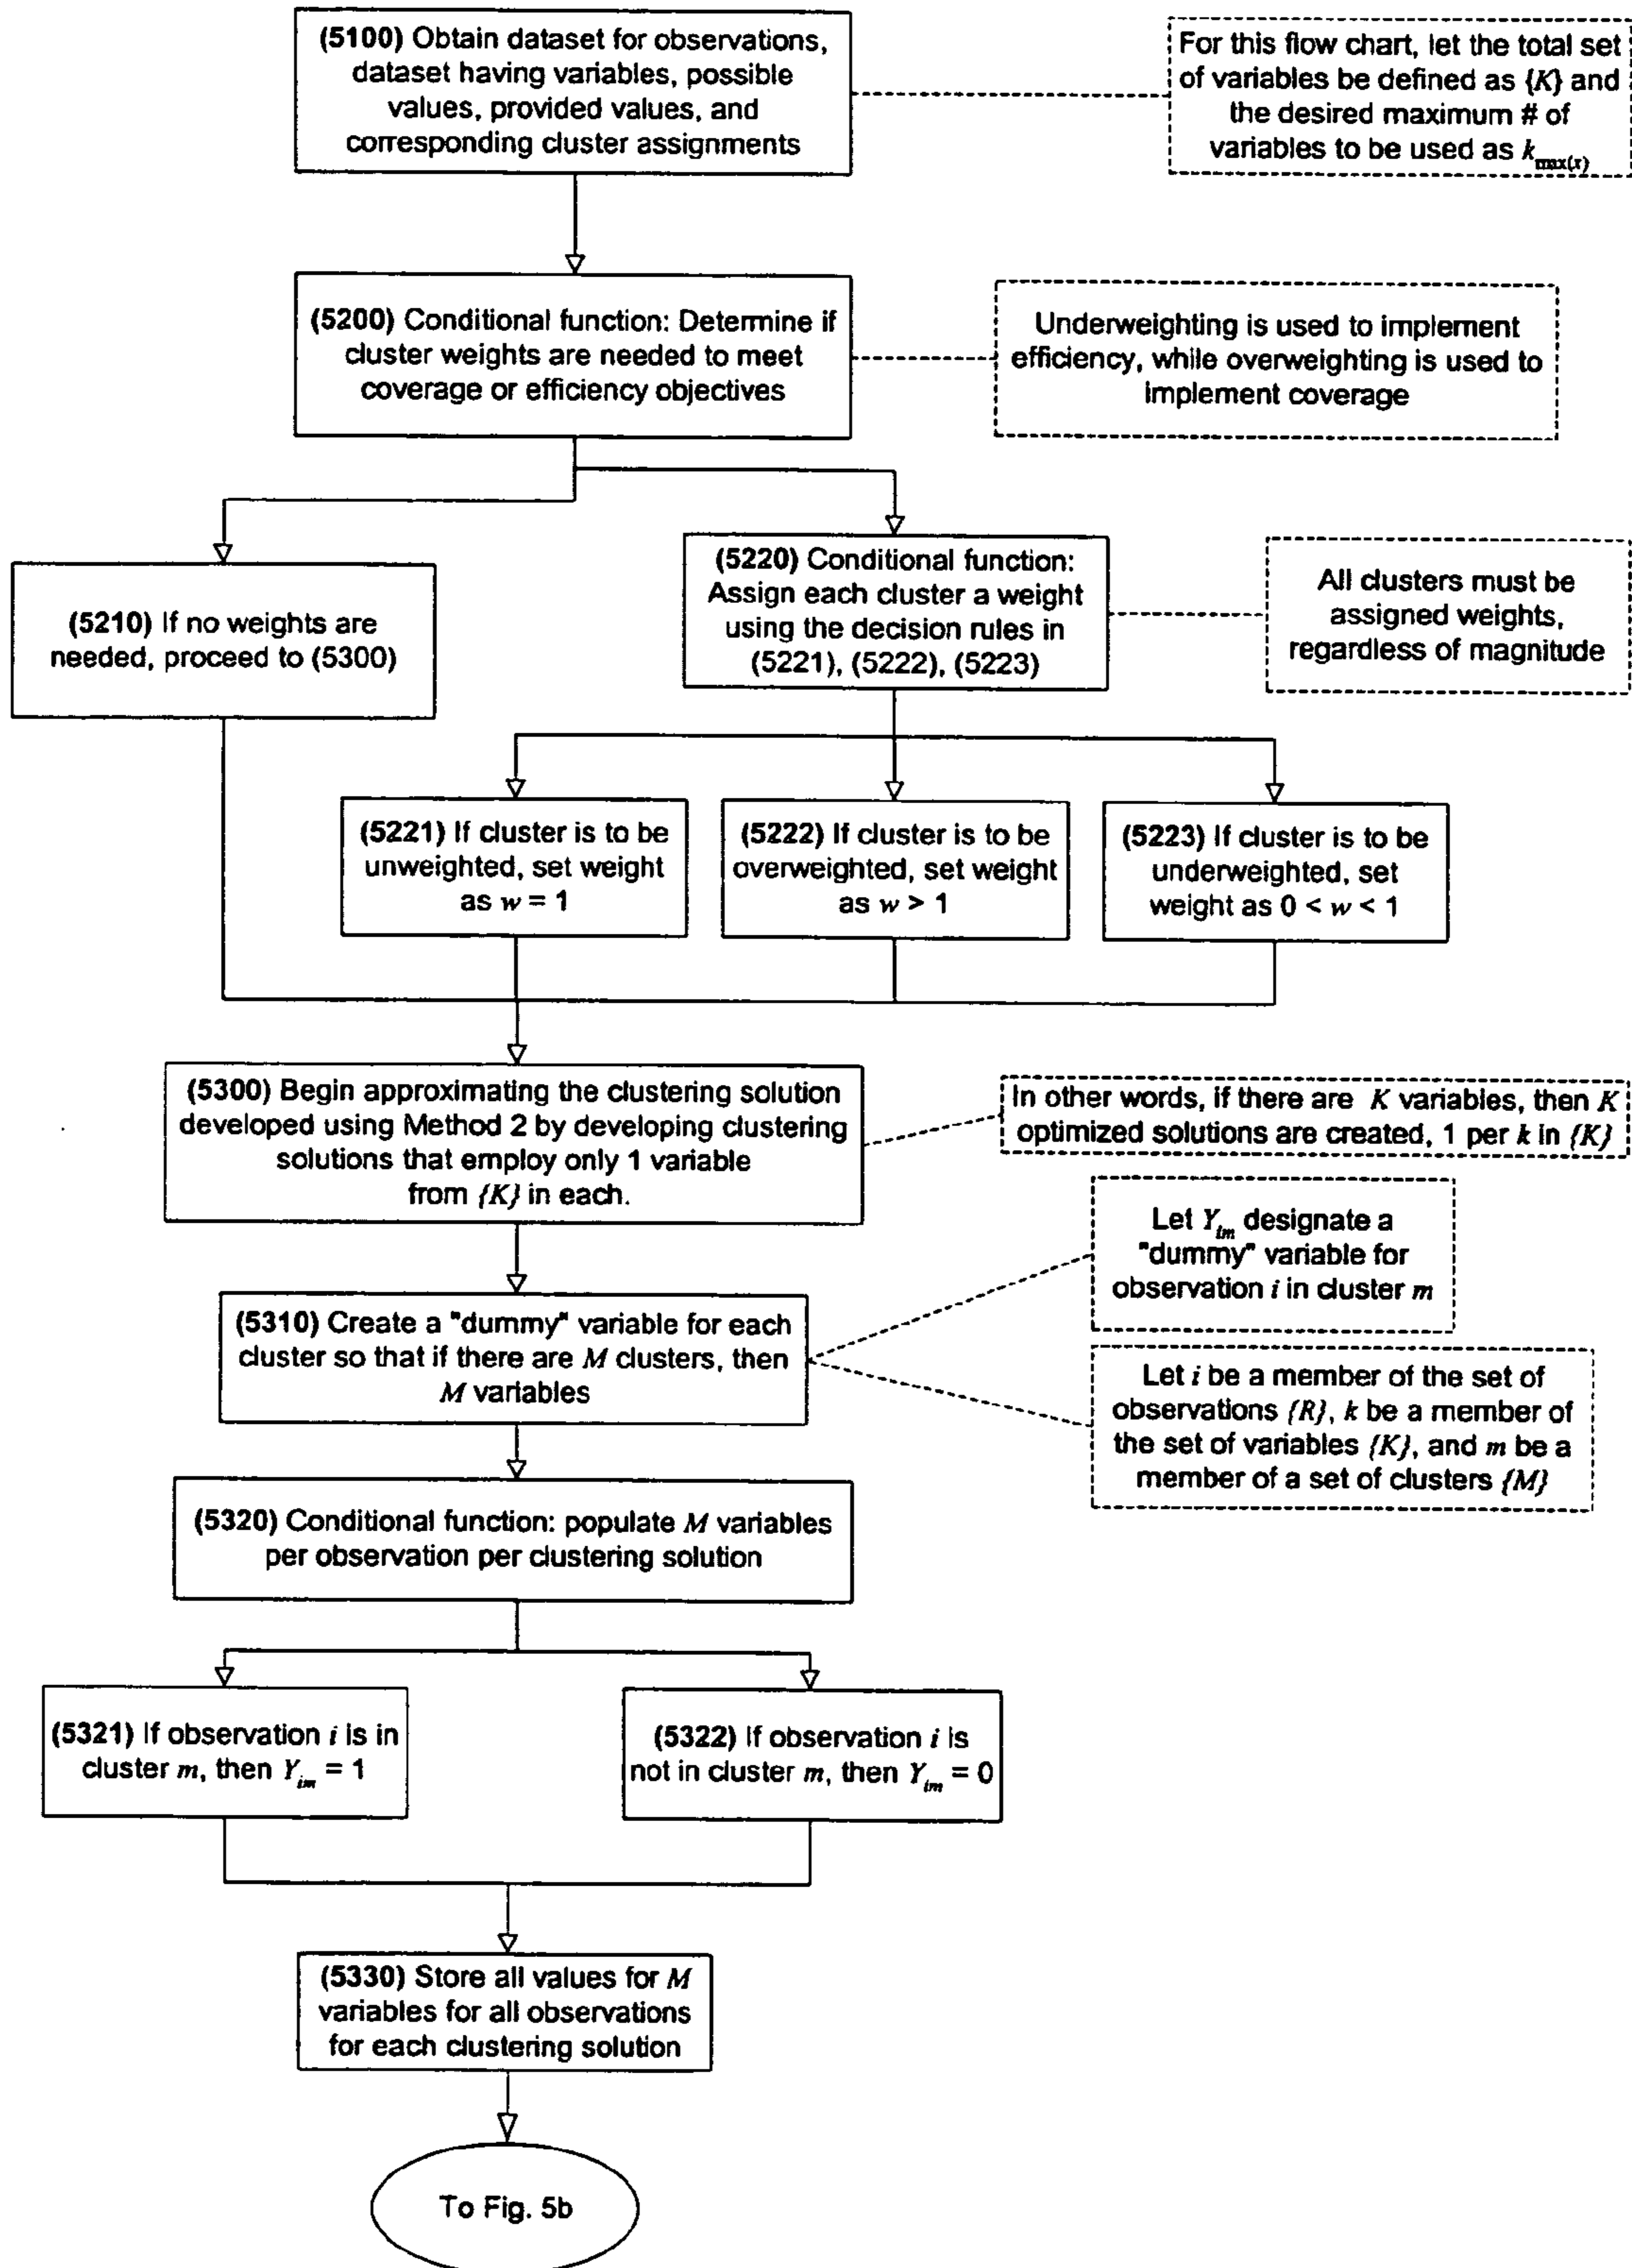 (5100) Obtain dataset for observations,
dataset having variables, possible
values, provided values, and
corresponding cluster assignments
For this flow chart, let the total set
of variables be defined as {K} and
the desired maximum # of
variables to be used as k_max(x)
(5200) Conditional function: Determine if
cluster weights are needed to meet
coverage or efficiency objectives
Underweighting is used to implement
efficiency, while overweighting is used to
implement coverage
(5210) If no weights are
needed, proceed to (5300)
(5220) Conditional function:
Assign each cluster a weight
using the decision rules in
(5221), (5222), (5223)
All clusters must be
assigned weights,
regardless of magnitude
(5221) If cluster is to be
unweighted, set weight
as w = 1
(5222) If cluster is to be
overweighted, set weight
as w > 1
(5223) If cluster is to be
underweighted, set
weight as 0 < w < 1
(5300) Begin approximating the clustering solution
developed using Method 2 by developing clustering
solutions that employ only 1 variable
from {K} in each.
In other words, if there are K variables, then K
optimized solutions are created, 1 per k in {K}
(5310) Create a "dummy" variable for each
cluster so that if there are M clusters, then
M variables
Let Y_im designate a
"dummy" variable for
observation i in cluster m
Let i be a member of the set of
observations {R}, k be a member of
the set of variables {K}, and m be a
member of a set of clusters {M}
(5320) Conditional function: populate M variables
per observation per clustering solution
(5321) If observation i is in
cluster m, then Y_im = 1
(5322) If observation i is
not in cluster m, then Y_im = 0
(5330) Store all values for M
variables for all observations
for each clustering solution
To Fig. 5b